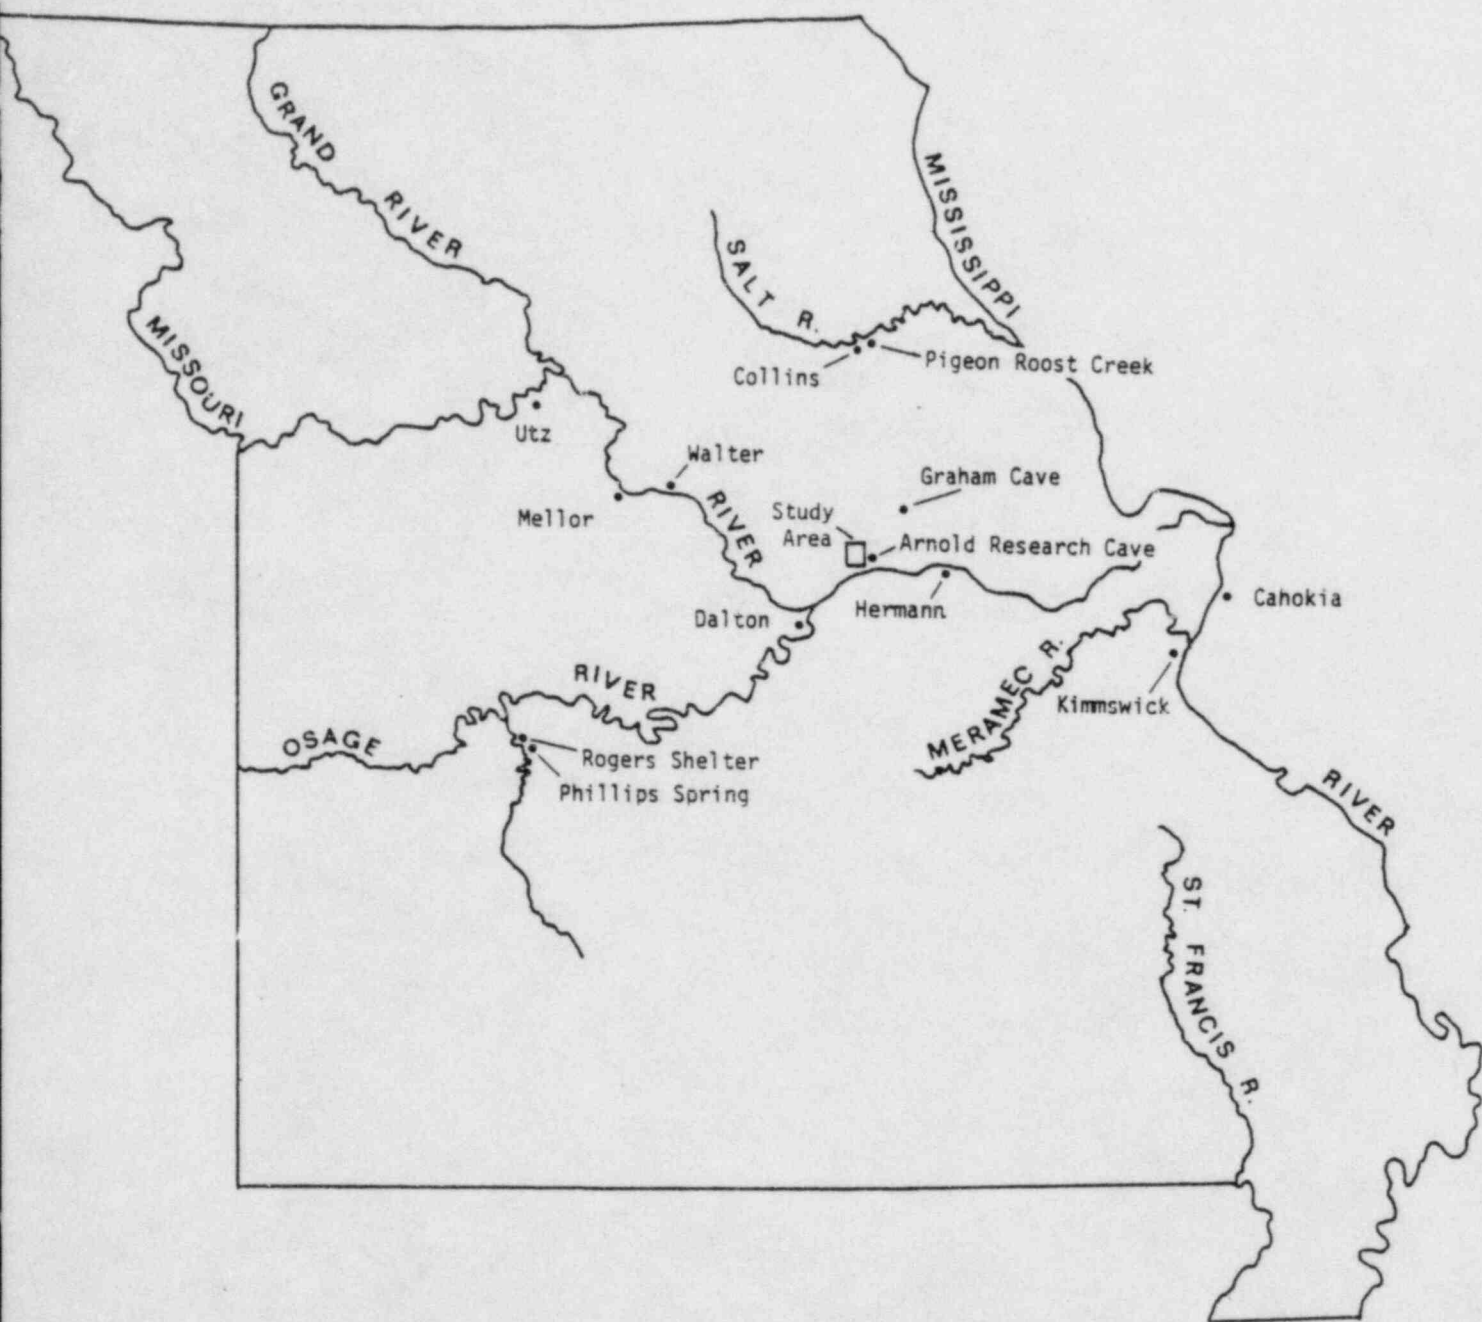 GRAND RIVER
MISSISSIPPI
SALT R.
MISSOURI
Collins
Pigeon Roost Creek
Utz
Walter
Mellor
RIVER
Graham Cave
Study
Area
Arnold Research Cave
Dalton
Hermann
Cahokia
MERAMEC R.
Kimmswick
OSAGE
RIVER
Rogers Shelter
Phillips Spring
RIVER
ST. FRANCIS R.